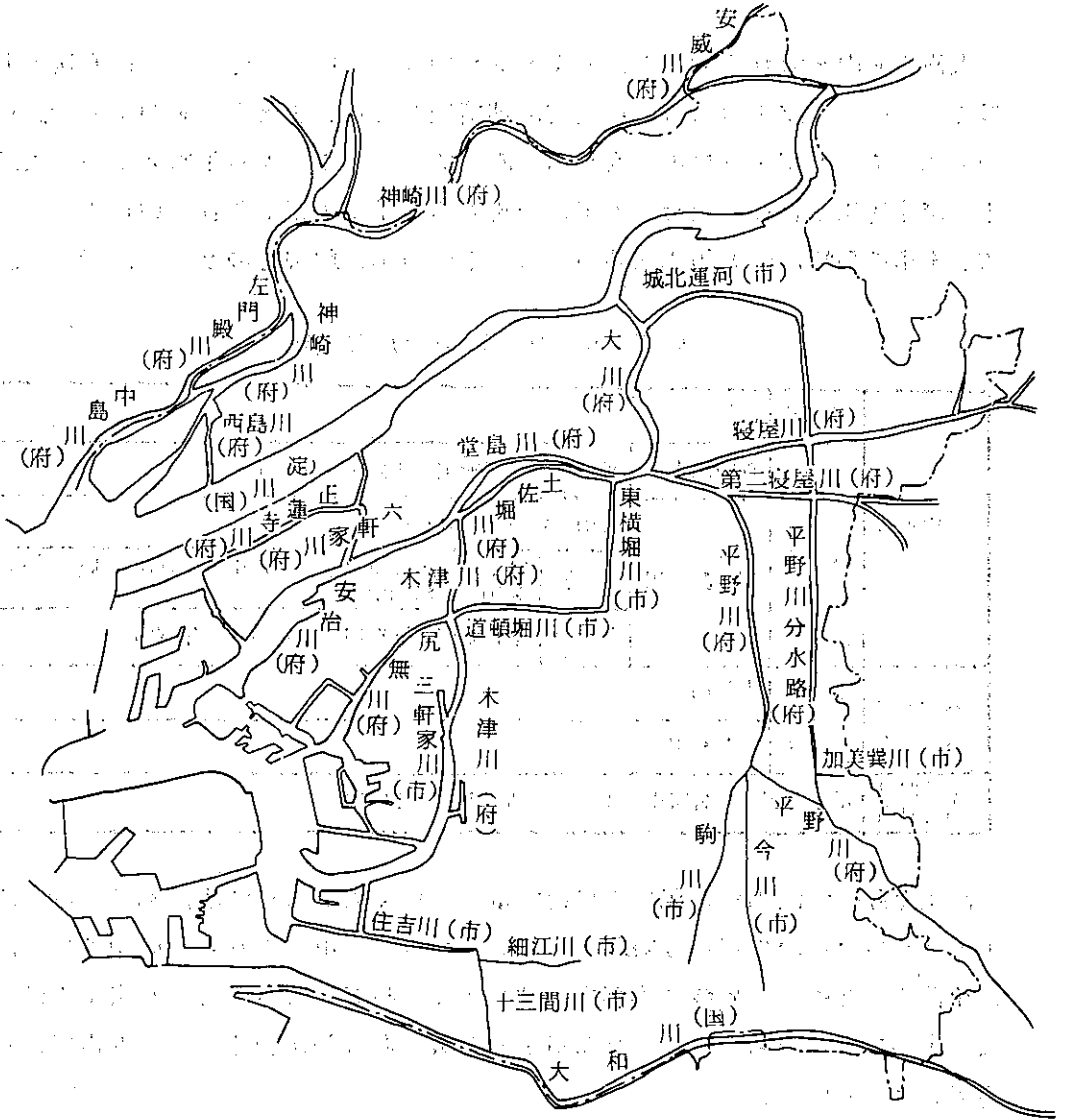 安威川（府）
神崎川（府）
左門殿川（府）
神崎川（府）
中島川（府）
西島川（府）
城北運河（市）
大川（府）
淀川（国）
正蓮寺川（府）
六軒家川（府）
堂島川（府）
土佐堀川（府）
寝屋川（府）
第二寝屋川（府）
東横堀川（市）
木津川（府）
道頓堀川（市）
安治川（府）
尻無川（府）
三軒家川（市）
木津川（府）
平野川（府）
平野川分水路（府）
加美巽川（市）
平野川（府）
駒川（市）
今川（市）
住吉川（市）
細江川（市）
十三間川（市）
大和川（国）